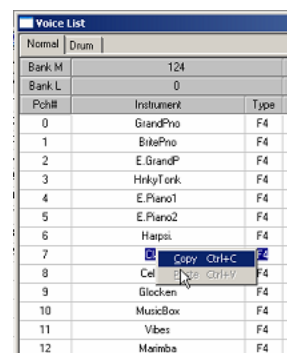 Voice List
Normal Drum
Bank M 124
Bank L 0
Pch# Instrument Type
0 GrandPno F4
1 BritePno F4
2 E.GrandP F4
3 HnkyTonk F4
4 E.Piano1 F4
5 E.Piano2 F4
6 Harpsi. F4
7 Copy Ctrl+C F4
8 Cel Paste Ctrl+V F4
9 Glocken F4
10 MusicBox F4
11 Vibes F4
12 Marimba F4